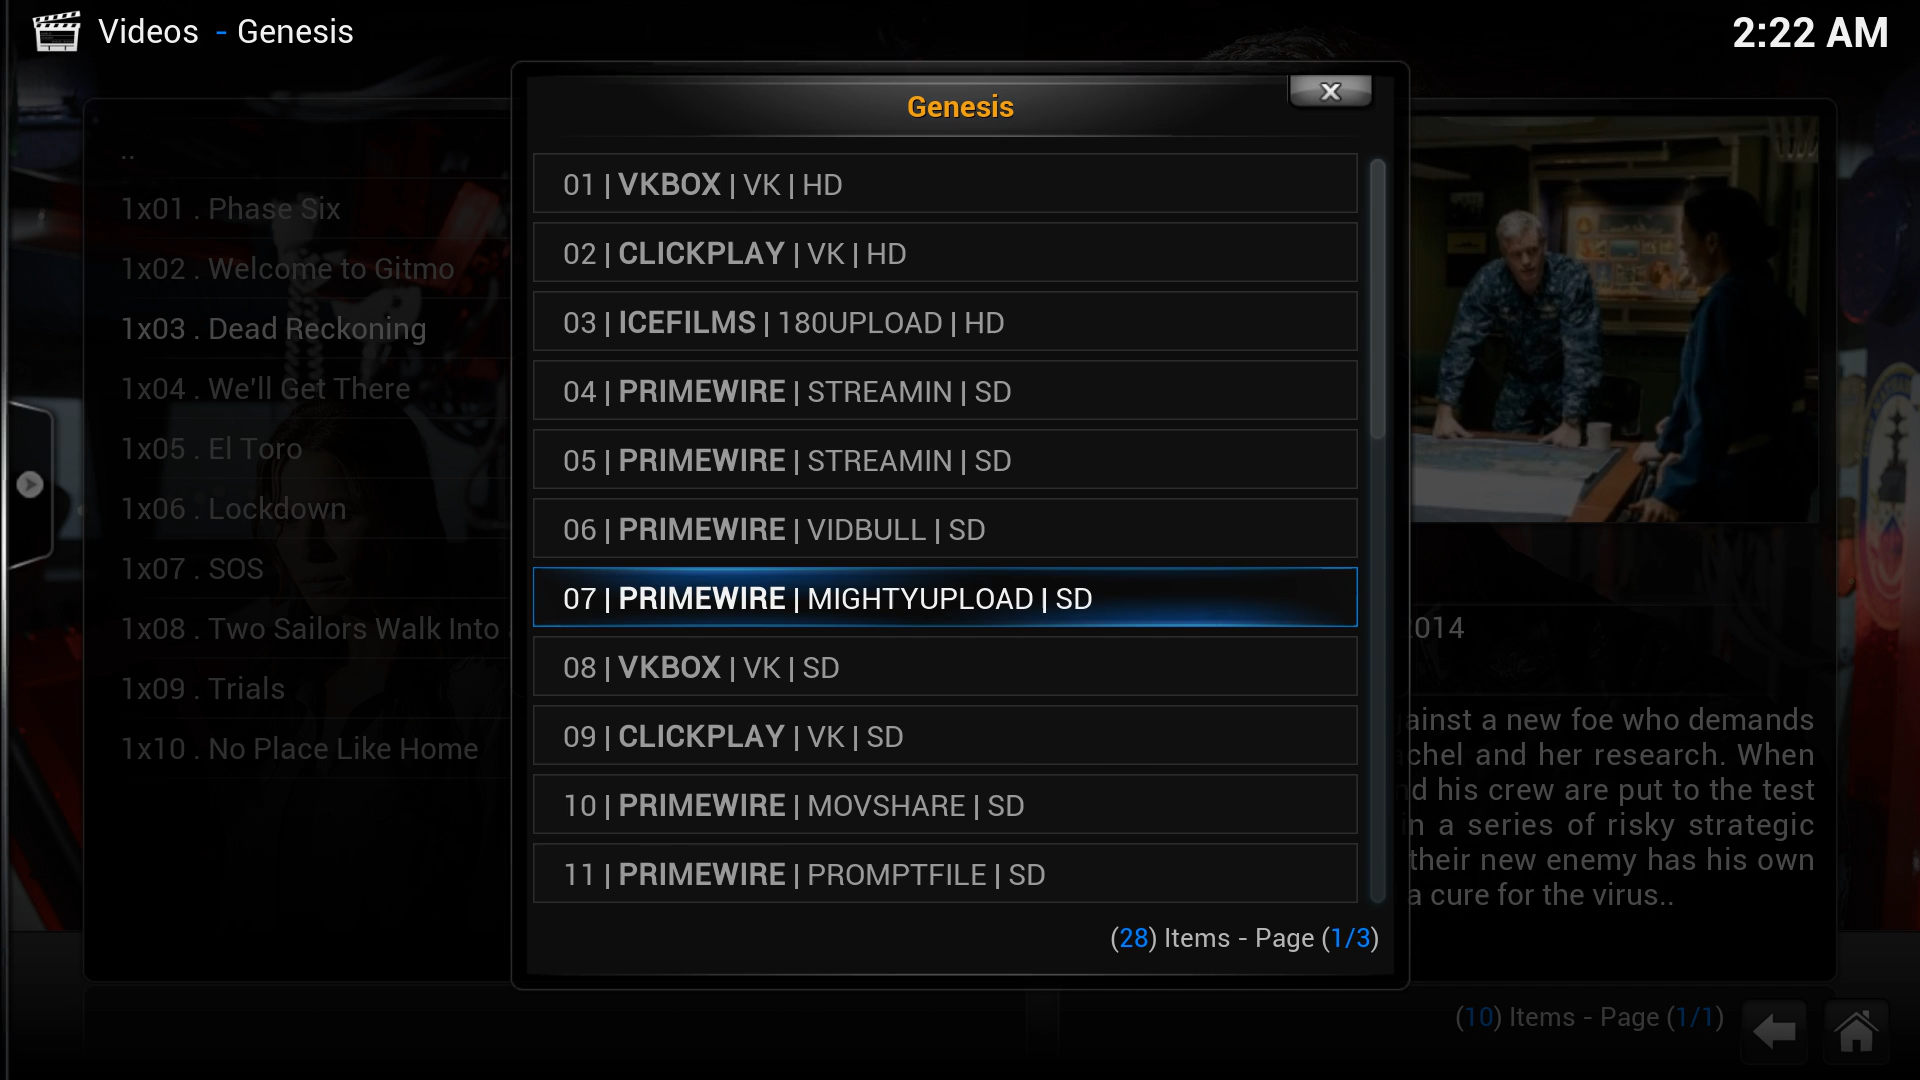 Videos - Genesis
2:22 AM
Genesis
x
01 | VKBOX | VK | HD
02 | CLICKPLAY | VK | HD
03 | ICEFILMS | 180UPLOAD | HD
04 | PRIMEWIRE | STREAMIN | SD
05 | PRIMEWIRE | STREAMIN | SD
06 | PRIMEWIRE | VIDBULL | SD
07 | PRIMEWIRE | MIGHTYUPLOAD | SD
08 | VKBOX | VK | SD
09 | CLICKPLAY | VK | SD
10 | PRIMEWIRE | MOVSHARE | SD
11 | PRIMEWIRE | PROMPTFILE | SD
(28) Items - Page (1/3)
..
1x01 . Phase Six
1x02 . Welcome to Gitmo
1x03 . Dead Reckoning
1x04 . We'll Get There
1x05 . El Toro
1x06 . Lockdown
1x07 . SOS
1x08 . Two Sailors Walk Into
1x09 . Trials
1x10 . No Place Like Home
014
ainst a new foe who demands
chel and her research. When
nd his crew are put to the test
in a series of risky strategic
their new enemy has his own
a cure for the virus..
(10) Items - Page (1/1)